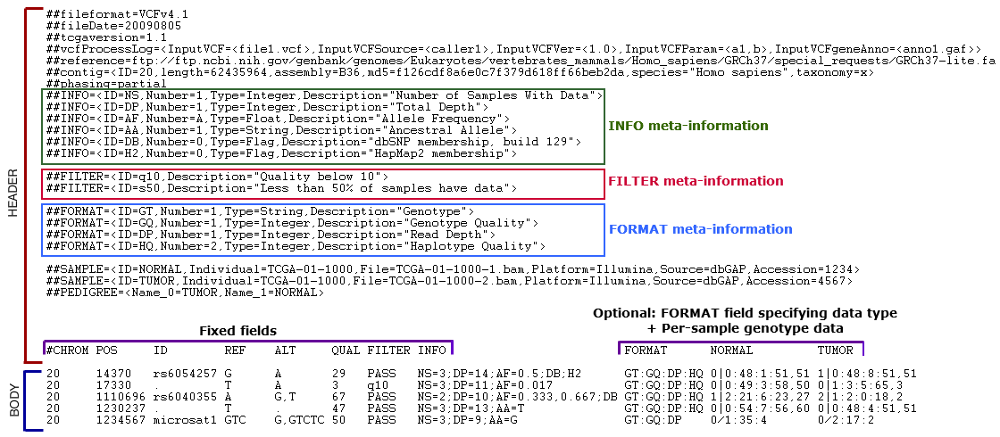 ##fileformat=VCFv4.1
##fileDate=20090805
##tcgaversion=1.1
##vcfProcessLog=<InputVCF=<file1.vcf>,InputVCFSource=<caller1>,InputVCFVer=<1.0>,InputVCFParam=<a1,b>,InputVCFgeneAnno=<anno1.gaf>>
##reference=ftp://ftp.ncbi.nih.gov/genbank/genomes/Eukaryotes/vertebrates_mammals/Homo_sapiens/GRCh37/special_requests/GRCh37-lite.fa
##contig=<ID=20,length=62435964,assembly=B36,md5=f126cdf8a6e0c7f379d618ff66beb2da,species="Homo sapiens",taxonomy=x>
##phasing=partial
##INFO=<ID=NS,Number=1,Type=Integer,Description="Number of Samples With Data">
##INFO=<ID=DP,Number=1,Type=Integer,Description="Total Depth">
##INFO=<ID=AF,Number=A,Type=Float,Description="Allele Frequency">
##INFO=<ID=AA,Number=1,Type=String,Description="Ancestral Allele">
##INFO=<ID=DB,Number=0,Type=Flag,Description="dbSNP membership, build 129">
##INFO=<ID=H2,Number=0,Type=Flag,Description="HapMap2 membership">
INFO meta-information
##FILTER=<ID=q10,Description="Quality below 10">
##FILTER=<ID=s50,Description="Less than 50% of samples have data">
FILTER meta-information
##FORMAT=<ID=GT,Number=1,Type=String,Description="Genotype">
##FORMAT=<ID=GQ,Number=1,Type=Integer,Description="Genotype Quality">
##FORMAT=<ID=DP,Number=1,Type=Integer,Description="Read Depth">
##FORMAT=<ID=HQ,Number=2,Type=Integer,Description="Haplotype Quality">
FORMAT meta-information
HEADER
##SAMPLE=<ID=NORMAL,Individual=TCGA-01-1000,File=TCGA-01-1000-1.bam,Platform=Illumina,Source=dbGAP,Accession=1234>
##SAMPLE=<ID=TUMOR,Individual=TCGA-01-1000,File=TCGA-01-1000-2.bam,Platform=Illumina,Source=dbGAP,Accession=4567>
##PEDIGREE=<Name_0=TUMOR,Name_1=NORMAL>
Fixed fields
Optional: FORMAT field specifying data type
+ Per-sample genotype data
#CHROM POS ID REF ALT QUAL FILTER INFO FORMAT NORMAL TUMOR
BODY
20 14370 rs6054257 G A 29 PASS NS=3;DP=14;AF=0.5;DB;H2 GT:GQ:DP:HQ 0|0:48:1:51,51 1|0:48:8:51,51
20 17330 . T A 3 q10 NS=3;DP=11;AF=0.017 GT:GQ:DP:HQ 0|0:49:3:58,50 0|1:3:5:65,3
20 1110696 rs6040355 A G,T 67 PASS NS=2;DP=10;AF=0.333,0.667;DB GT:GQ:DP:HQ 1|2:21:6:23,27 2|1:2:0:18,2
20 1230237 . T . 47 PASS NS=3;DP=13;AA=T GT:GQ:DP:HQ 0|0:54:7:56,60 0|0:48:4:51,51
20 1234567 microsat1 GTC G,GTCTC 50 PASS NS=3;DP=9;AA=G GT:GQ:DP 0/1:35:4 0/2:17:2